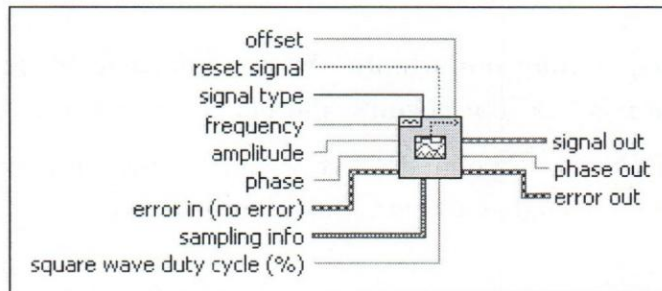 offset
reset signal
signal type
frequency
amplitude
phase
error in (no error)
sampling info
square wave duty cycle (%)
signal out
phase out
error out